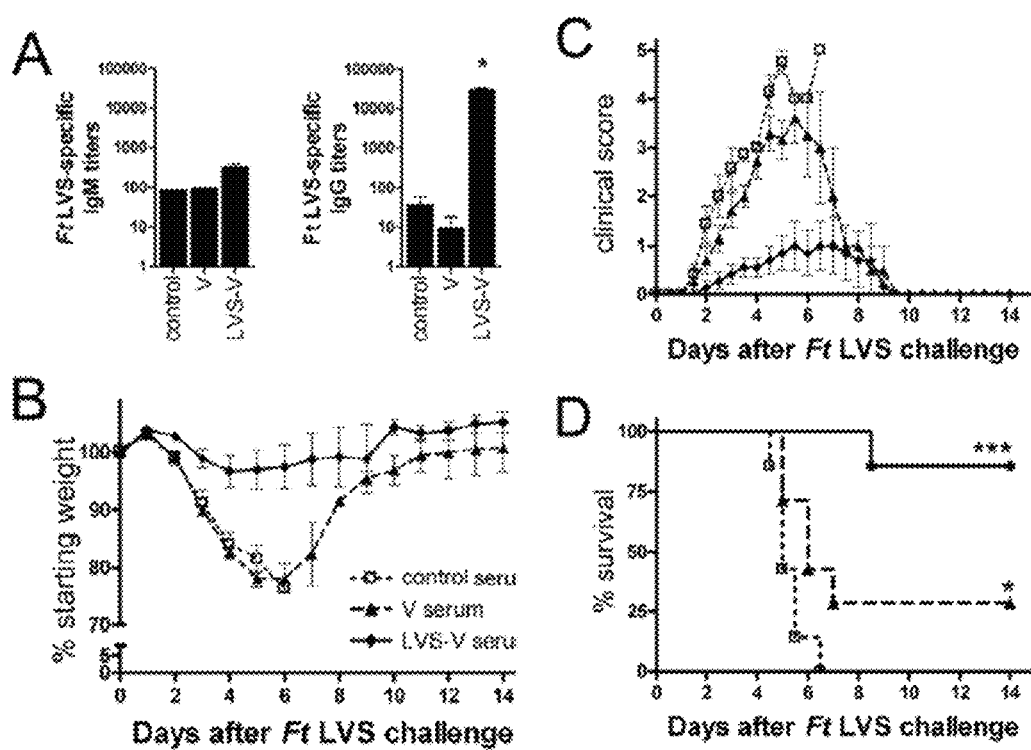 A
Ft LVS-specific
IgM titers
100000
10000
1000
100
10
1
control
V
LVS-V
Ft LVS-specific
IgG titers
100000
10000
1000
100
10
1
*
control
V
LVS-V
B
% starting weight
100
90
80
70
5
0
control seru
V serum
LVS-V seru
0 2 4 6 8 10 12 14
Days after Ft LVS challenge
C
clinical score
5
4
3
2
1
0
0 2 4 6 8 10 12 14
Days after Ft LVS challenge
D
% survival
100
75
50
25
0
***
*
0 2 4 6 8 10 12 14
Days after Ft LVS challenge